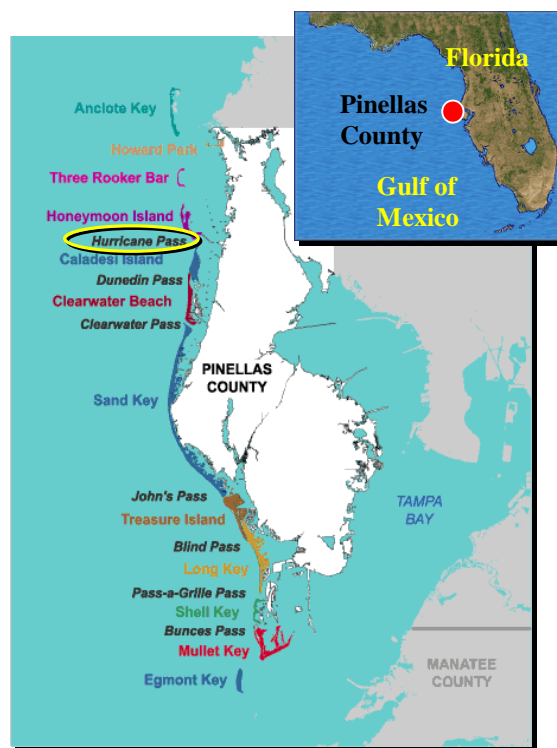 Florida
Pinellas
County
Gulf of
Mexico
Anclote Key
Howard Park
Three Rooker Bar
Honeymoon Island
Hurricane Pass
Caladesi Island
Dunedin Pass
Clearwater Beach
Clearwater Pass
PINELLAS
COUNTY
Sand Key
John's Pass
Treasure Island
TAMPA
BAY
Blind Pass
Long Key
Pass-a-Grille Pass
Shell Key
Bunces Pass
Mullet Key
MANATEE
COUNTY
Egmont Key